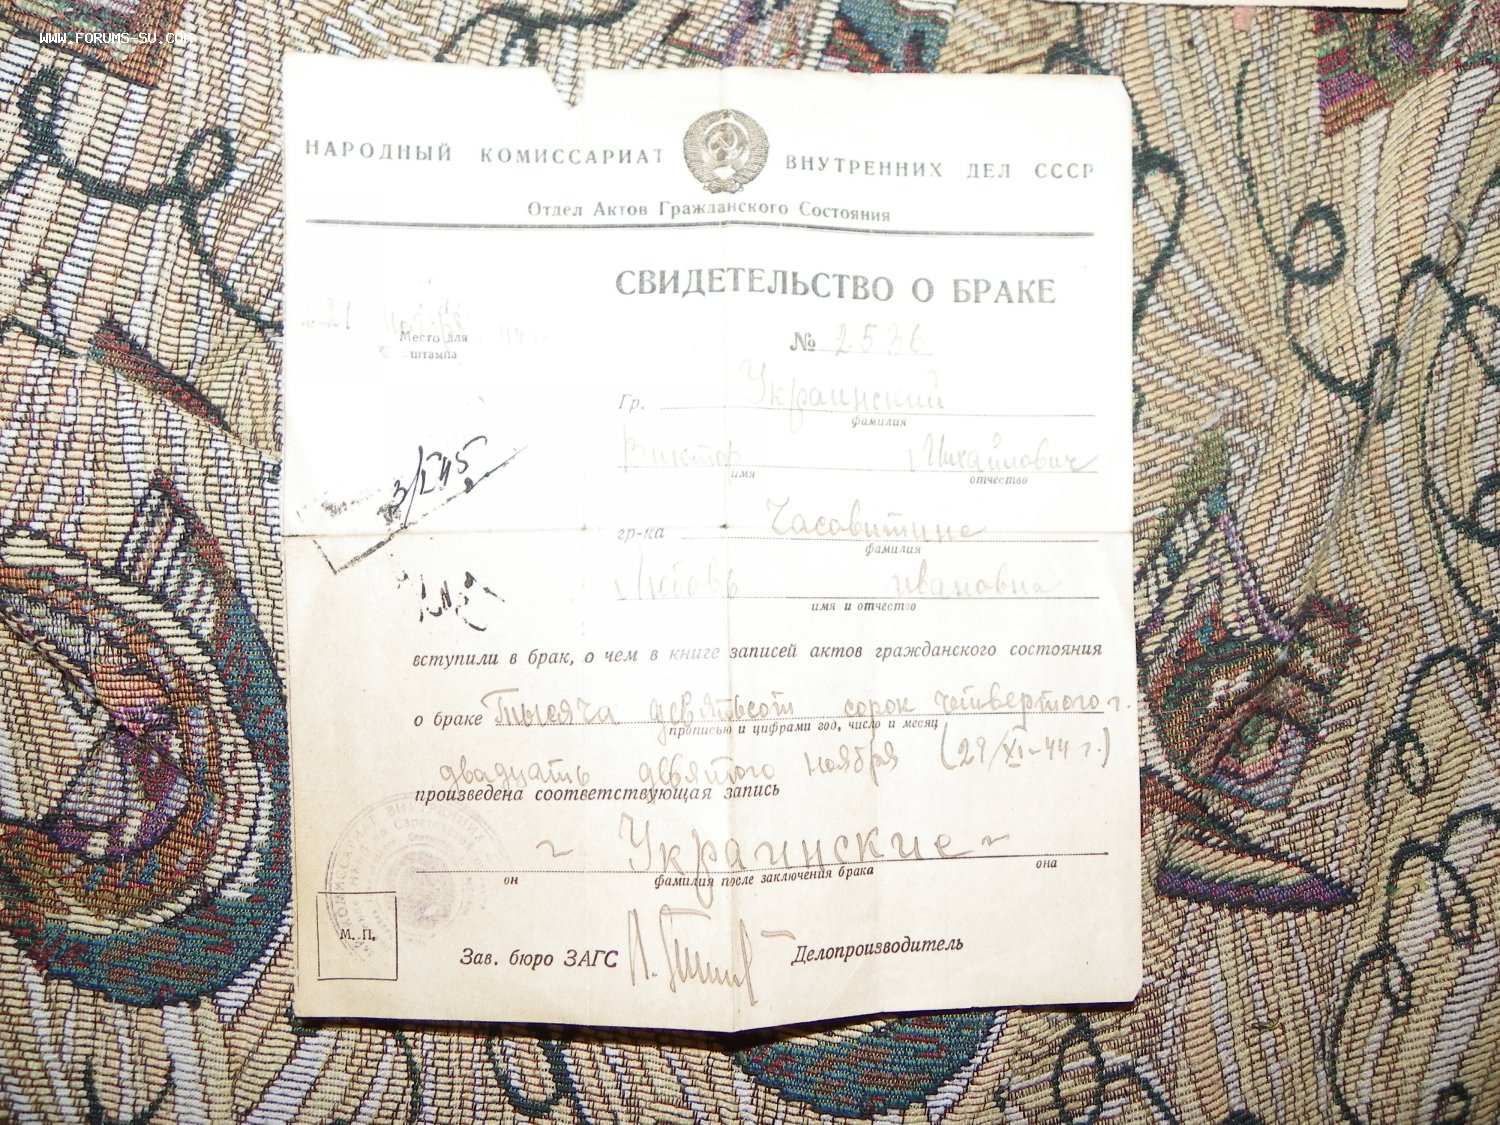 WWW.FORUMS-SU.COM
НАРОДНЫЙ КОМИССАРИАТ ВНУТРЕННИХ ДЕЛ СССР
Отдел Актов Гражданского Состояния
СВИДЕТЕЛЬСТВО О БРАКЕ
ноября 44
Место для
штампа
№ 2536
Гр. Украинский
фамилия
Виктор Михайлович
имя отчество
гр-ка Часовитине
фамилия
Любовь Ивановна
имя и отчество
вступили в брак, о чем в книге записей актов гражданского состояния
о браке Тысяча девятьсот сорок четвертого г.
прописью и цифрами год, число и месяц
двадцать девятого ноября (29/XI-44 г.)
произведена соответствующая запись
Украинские
он фамилия после заключения брака она
М. П.
Зав. бюро ЗАГС Делопроизводитель